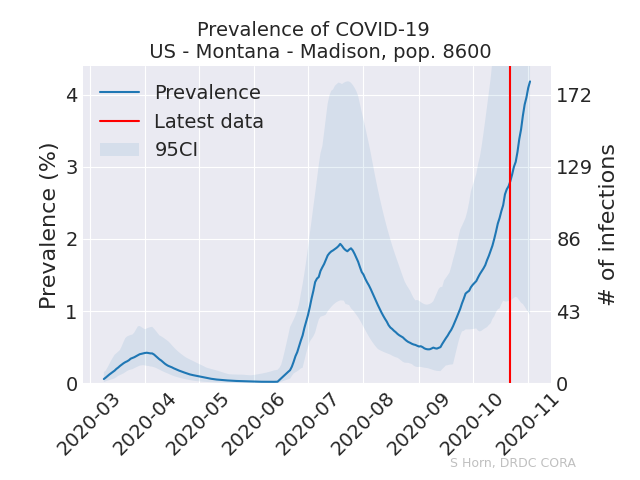 Prevalence of COVID-19
US - Montana - Madison, pop. 8600
Prevalence
Latest data
95CI
Prevalence (%)
4
3
2
1
0
172
129
86
43
0
# of infections
2020-03
2020-04
2020-05
2020-06
2020-07
2020-08
2020-09
2020-10
2020-11
S Horn, DRDC CORA